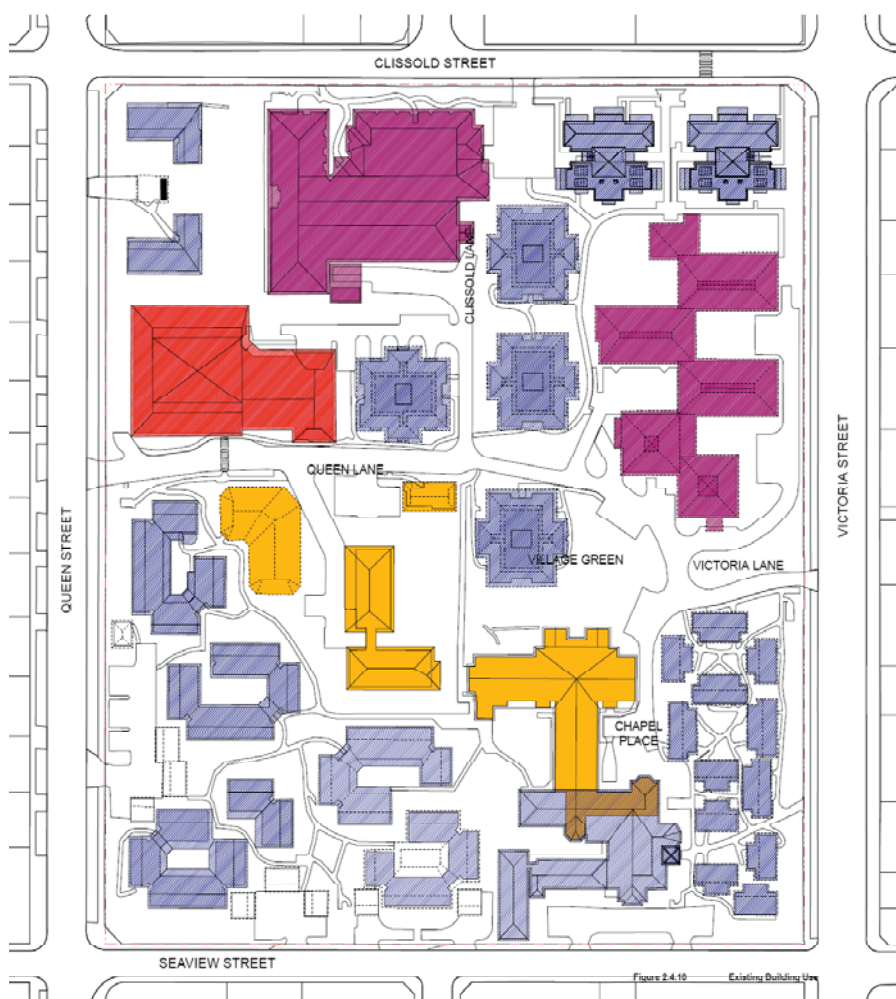 CLISSOLD STREET
CLISSOLD LANE
QUEEN LANE
VICTORIA STREET
QUEEN STREET
VILLAGE GREEN
VICTORIA LANE
CHAPEL
PLACE
SEAVIEW STREET
Figure 2.4.10 Existing Building Use